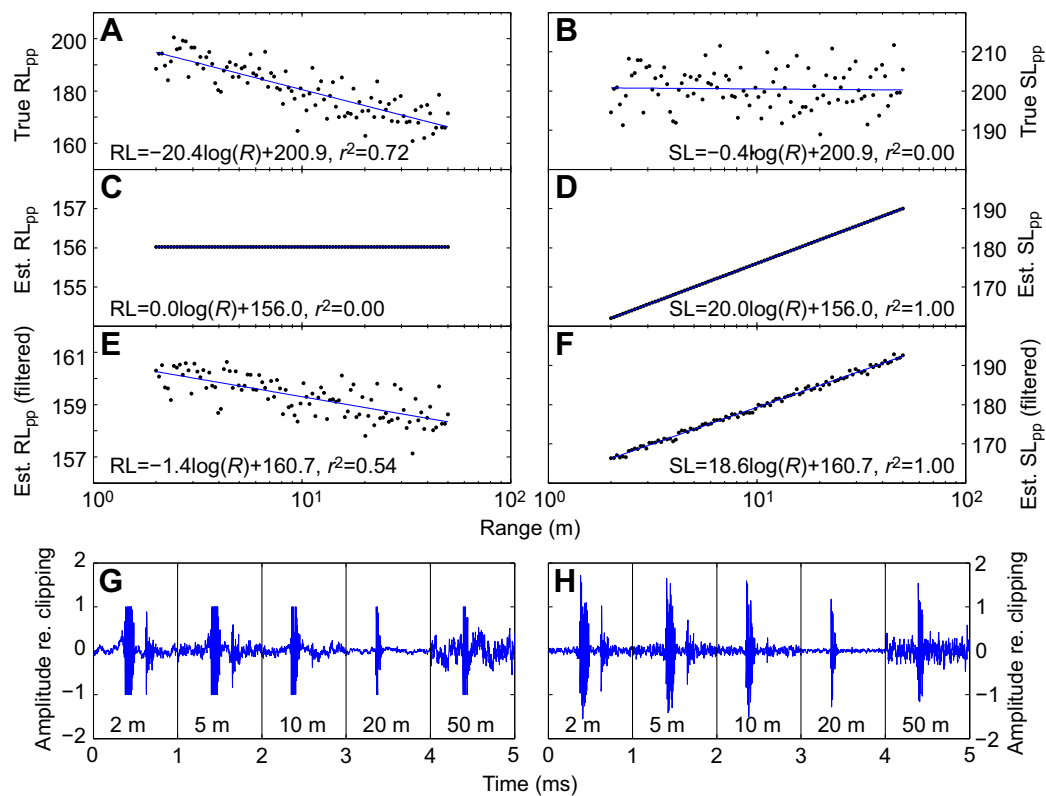 A
200
180
160
True RLpp
RL=−20.4log(R)+200.9, r²=0.72
B
210
200
190
True SLpp
SL=−0.4log(R)+200.9, r²=0.00
C
157
156
155
Est. RLpp
RL=0.0log(R)+156.0, r²=0.00
D
190
180
170
Est. SLpp
SL=20.0log(R)+156.0, r²=1.00
E
161
159
157
Est. RLpp (filtered)
RL=−1.4log(R)+160.7, r²=0.54
10⁰ 10¹ 10²
F
190
180
170
Est. SLpp (filtered)
SL=18.6log(R)+160.7, r²=1.00
10⁰ 10¹ 10²
Range (m)
G
2
1
0
−1
−2
Amplitude re. clipping
2 m 5 m 10 m 20 m 50 m
0 1 2 3 4 5
H
2
1
0
−1
−2
Amplitude re. clipping
2 m 5 m 10 m 20 m 50 m
0 1 2 3 4 5
Time (ms)